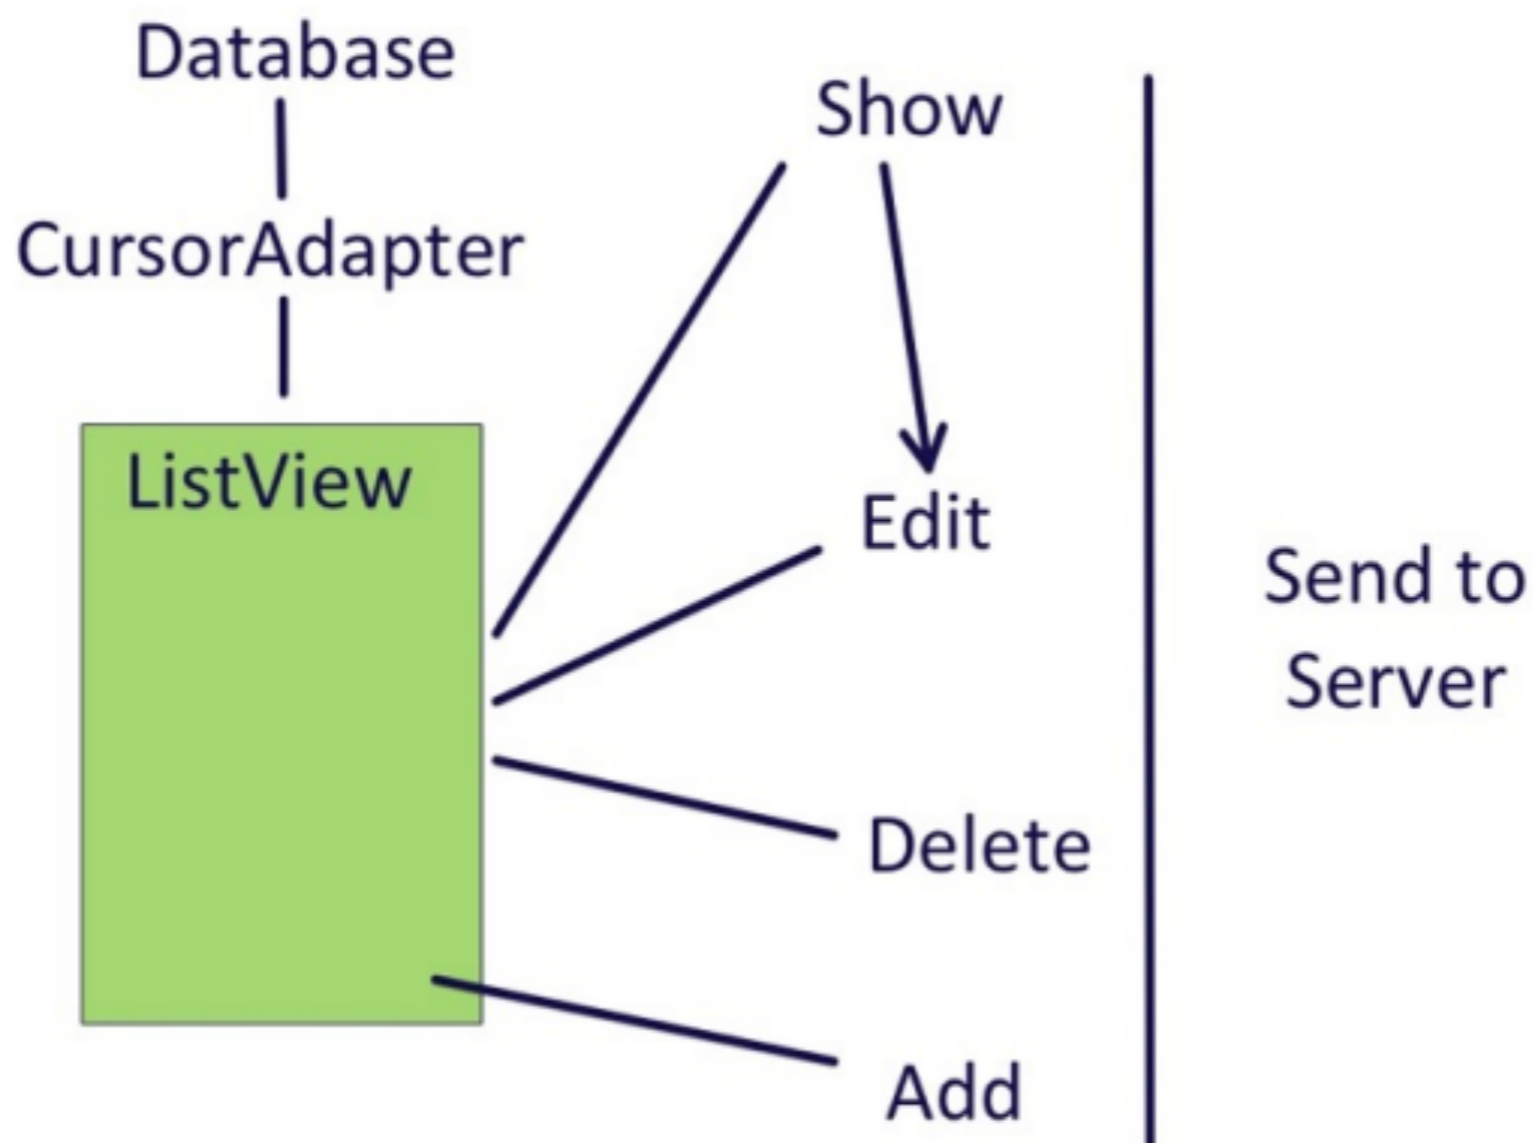 Database
CursorAdapter
ListView
Show
Edit
Delete
Add
Send to
Server